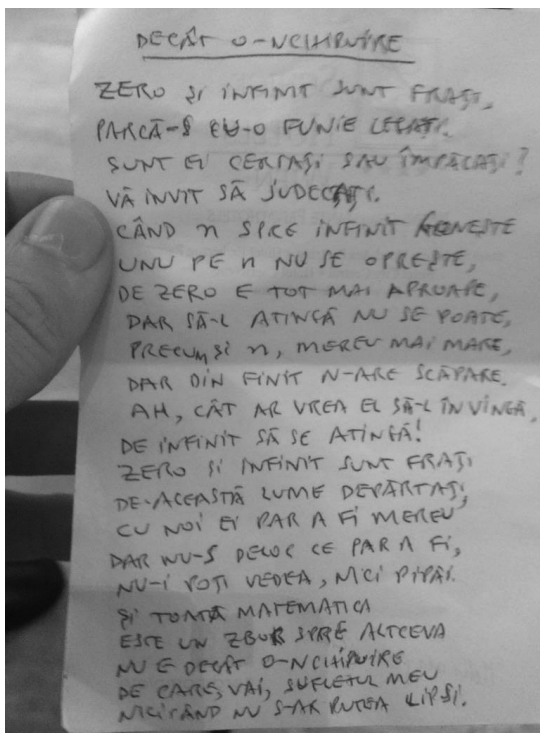 DECÂT O-NCHIPUIRE
ZERO ȘI INFINIT SUNT FRAȚI,
PARCĂ-S CU-O FUNIE LEGAȚI.
SUNT EI CERTAȚI SAU ÎMPĂCAȚI?
VĂ INVIT SĂ JUDECAȚI.
CÂND n SPRE INFINIT GONEȘTE
UNU PE n NU SE OPREȘTE,
DE ZERO E TOT MAI APROAPE,
DAR SĂ-L ATINGĂ NU SE POATE,
PRECUM ȘI n, MEREU MAI MARE,
DAR DIN FINIT N-ARE SCĂPARE.
AH, CÂT AR VREA EL SĂ-L ÎNVINGĂ,
DE INFINIT SĂ SE ATINGĂ!
ZERO ȘI INFINIT SUNT FRAȚI
DE-ACEASTĂ LUME DEPĂRTAȚI,
CU NOI EI PAR A FI MEREU
DAR NU-S DELOC CE PAR A FI,
NU-I POȚI VEDEA, NICI PIPĂI.
ȘI TOATĂ MATEMATICA
ESTE UN ZBOR SPRE ALTCEVA
NU E DECÂT O-NCHIPUIRE
DE CARE, VAI, SUFLETUL MEU
NICICÂND NU S-AR PUTEA LIPSI.